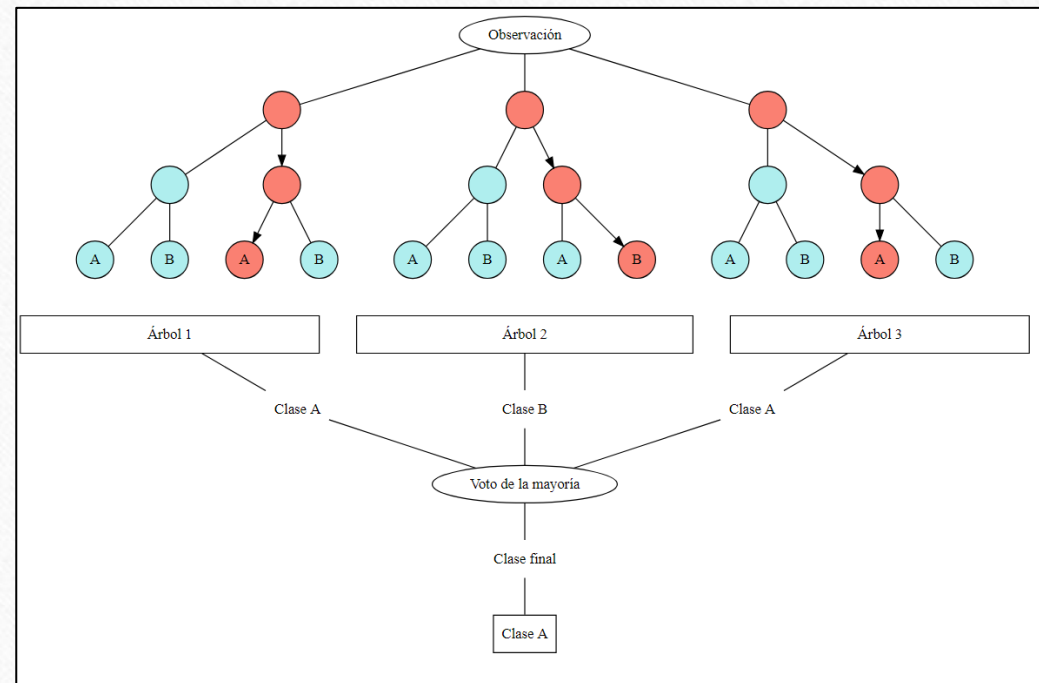 Observación
A
B
A
B
A
B
A
B
A
B
A
B
Árbol 1
Árbol 2
Árbol 3
Clase A
Clase B
Clase A
Voto de la mayoría
Clase final
Clase A